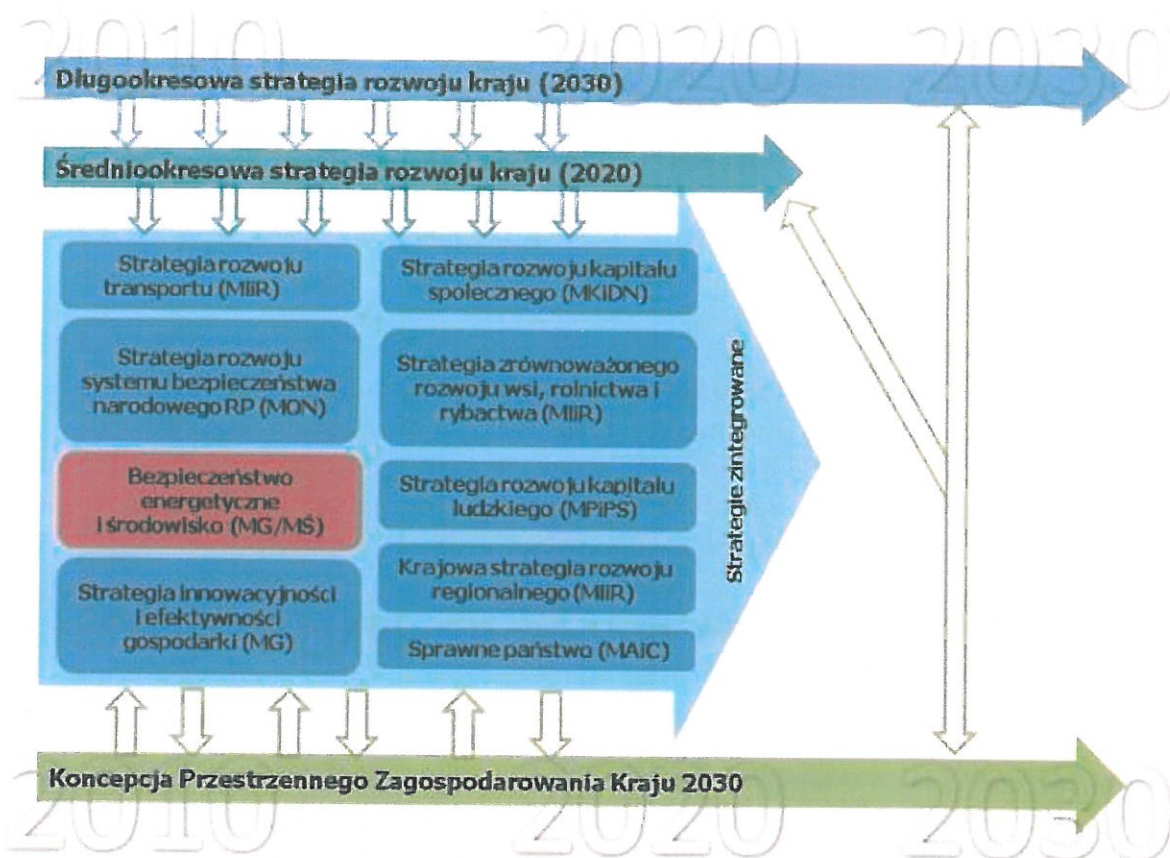 2010 2020 2030
Długookresowa strategia rozwoju kraju (2030)
Średniookresowa strategia rozwoju kraju (2020)
Strategia rozwoju
transportu (MIiR)
Strategia rozwoju
systemu bezpieczeństwa
narodowego RP (MON)
Bezpieczeństwo
energetyczne
i środowisko (MG/MŚ)
Strategia innowacyjności
i efektywności
gospodarki (MG)
Strategia rozwoju kapitału
społecznego (MKiDN)
Strategia zrównoważonego
rozwoju wsi, rolnictwa i
rybactwa (MIiR)
Strategia rozwoju kapitału
ludzkiego (MPiPS)
Krajowa strategia rozwoju
regionalnego (MIiR)
Sprawne państwo (MAiC)
Strategie zintegrowane
Koncepcja Przestrzennego Zagospodarowania Kraju 2030
2010 2020 2030